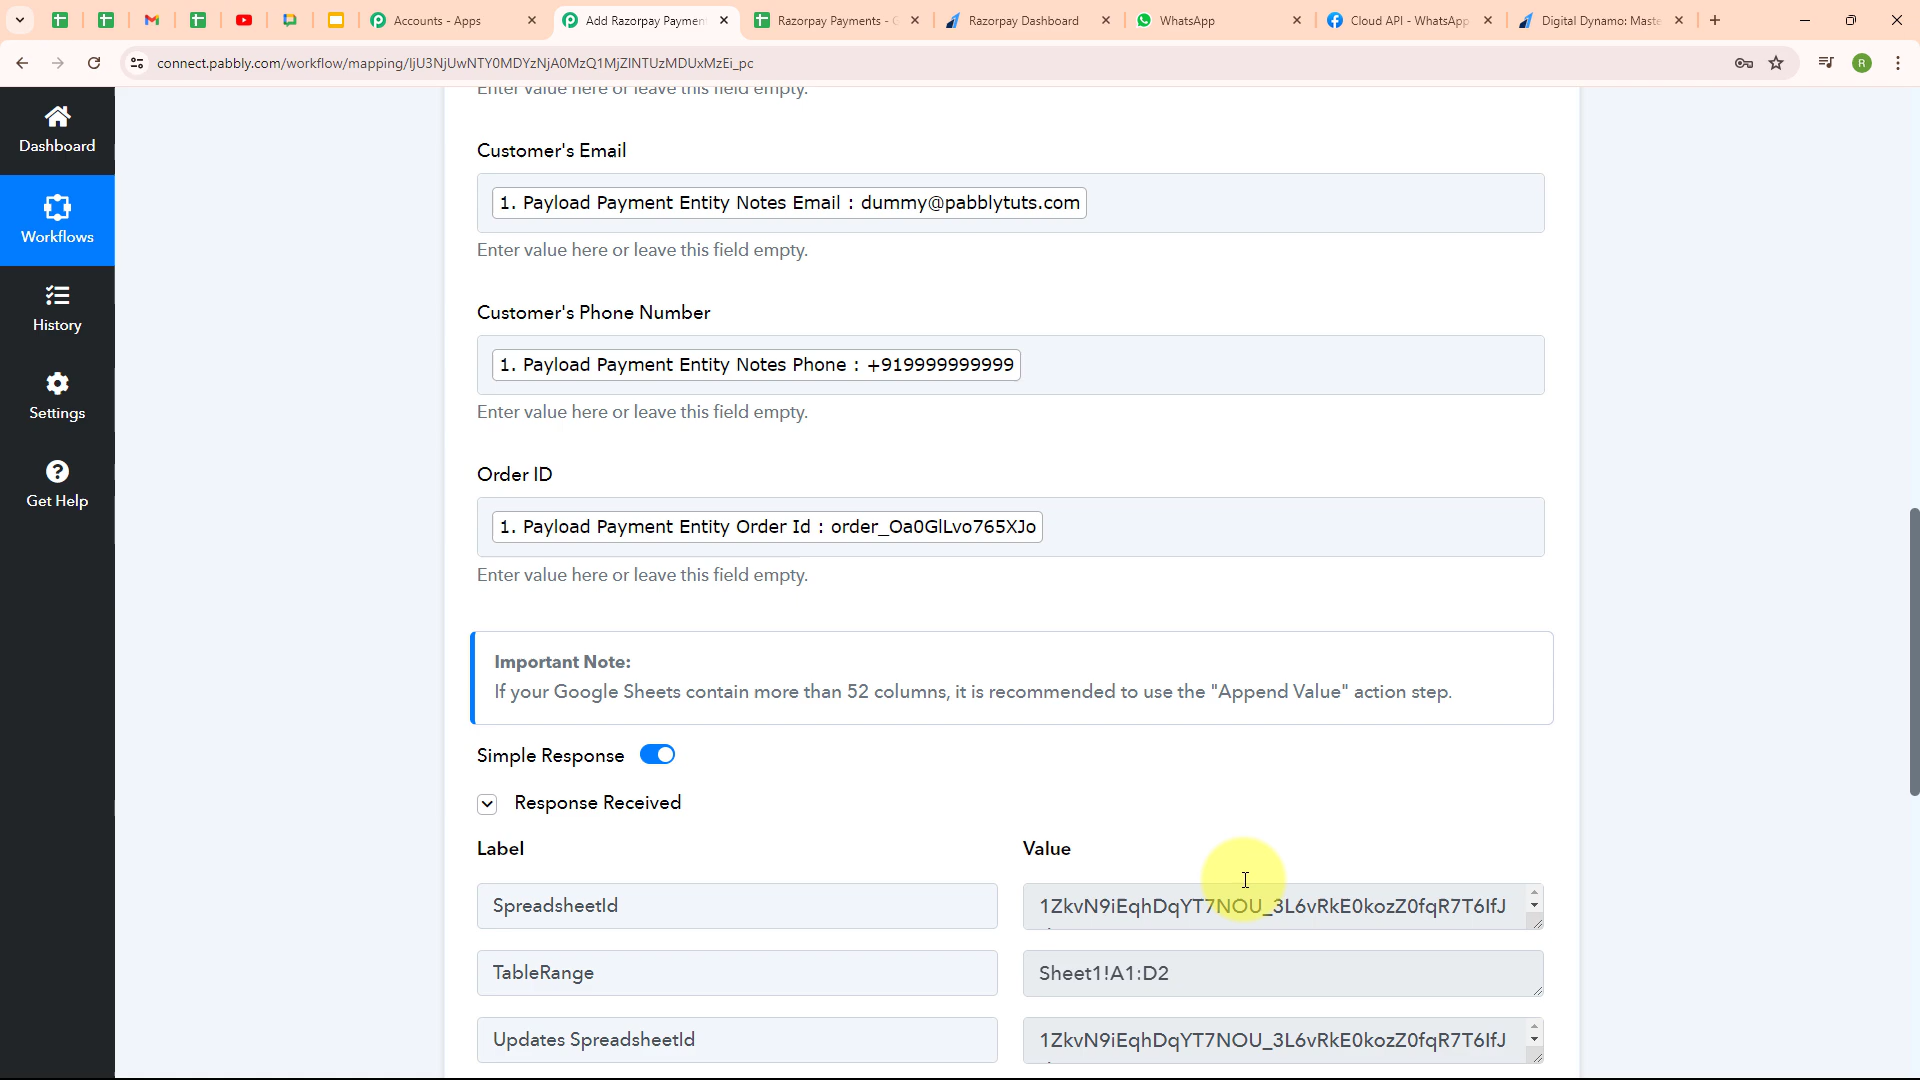 Accounts - Apps
Add Razorpay Payment
Razorpay Payments - G
Razorpay Dashboard
WhatsApp
Cloud API - WhatsApp
Digital Dynamo: Maste
connect.pabbly.com/workflow/mapping/IjU3NjUwNTY0MDYzNjA0MzQ1MjZlNTUzMDUxMzEi_pc
R
Dashboard
Workflows
History
Settings
Get Help
Enter value here or leave this field empty.
Customer's Email
1. Payload Payment Entity Notes Email : dummy@pabblytuts.com
Enter value here or leave this field empty.
Customer's Phone Number
1. Payload Payment Entity Notes Phone : +919999999999
Enter value here or leave this field empty.
Order ID
1. Payload Payment Entity Order Id : order_Oa0GlLvo765XJo
Enter value here or leave this field empty.
Important Note:
If your Google Sheets contain more than 52 columns, it is recommended to use the "Append Value" action step.
Simple Response
Response Received
Label Value
SpreadsheetId 1ZkvN9iEqhDqYT7NOU_3L6vRkE0kozZ0fqR7T6IfJ
TableRange Sheet1!A1:D2
Updates SpreadsheetId 1ZkvN9iEqhDqYT7NOU_3L6vRkE0kozZ0fqR7T6IfJ